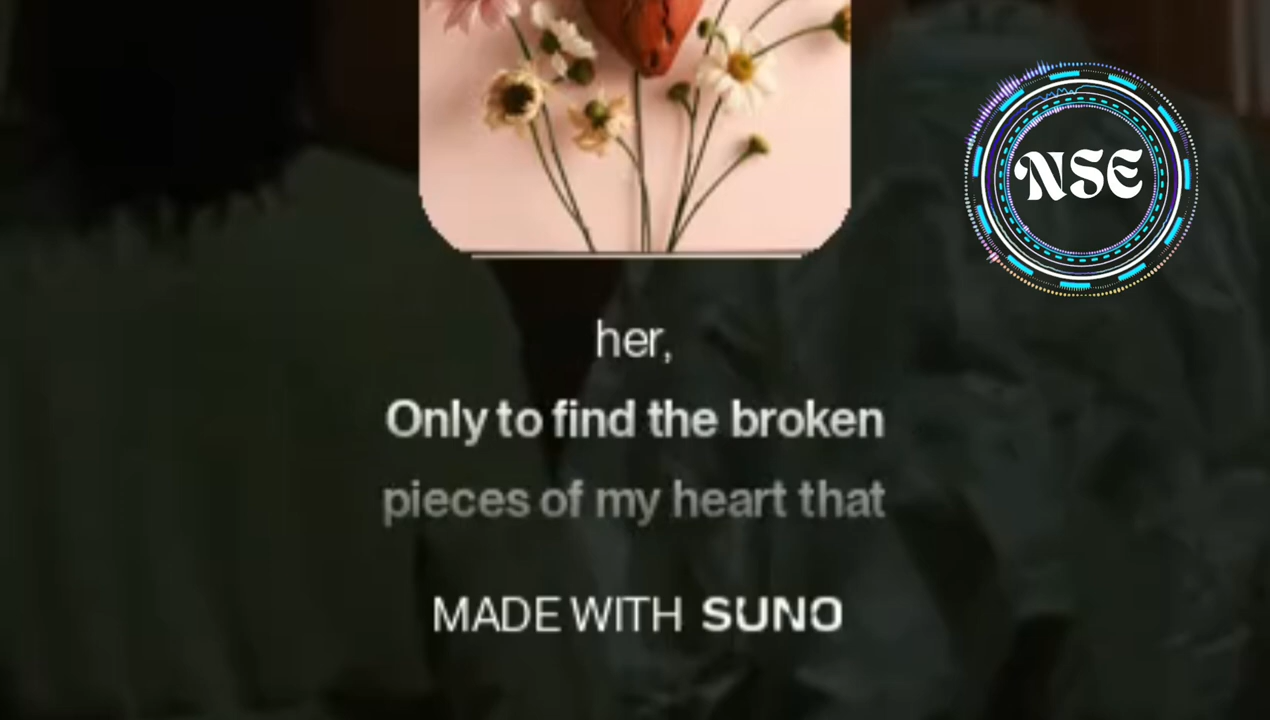 NSE
her,
Only to find the broken
pieces of my heart that
MADE WITH SUNO